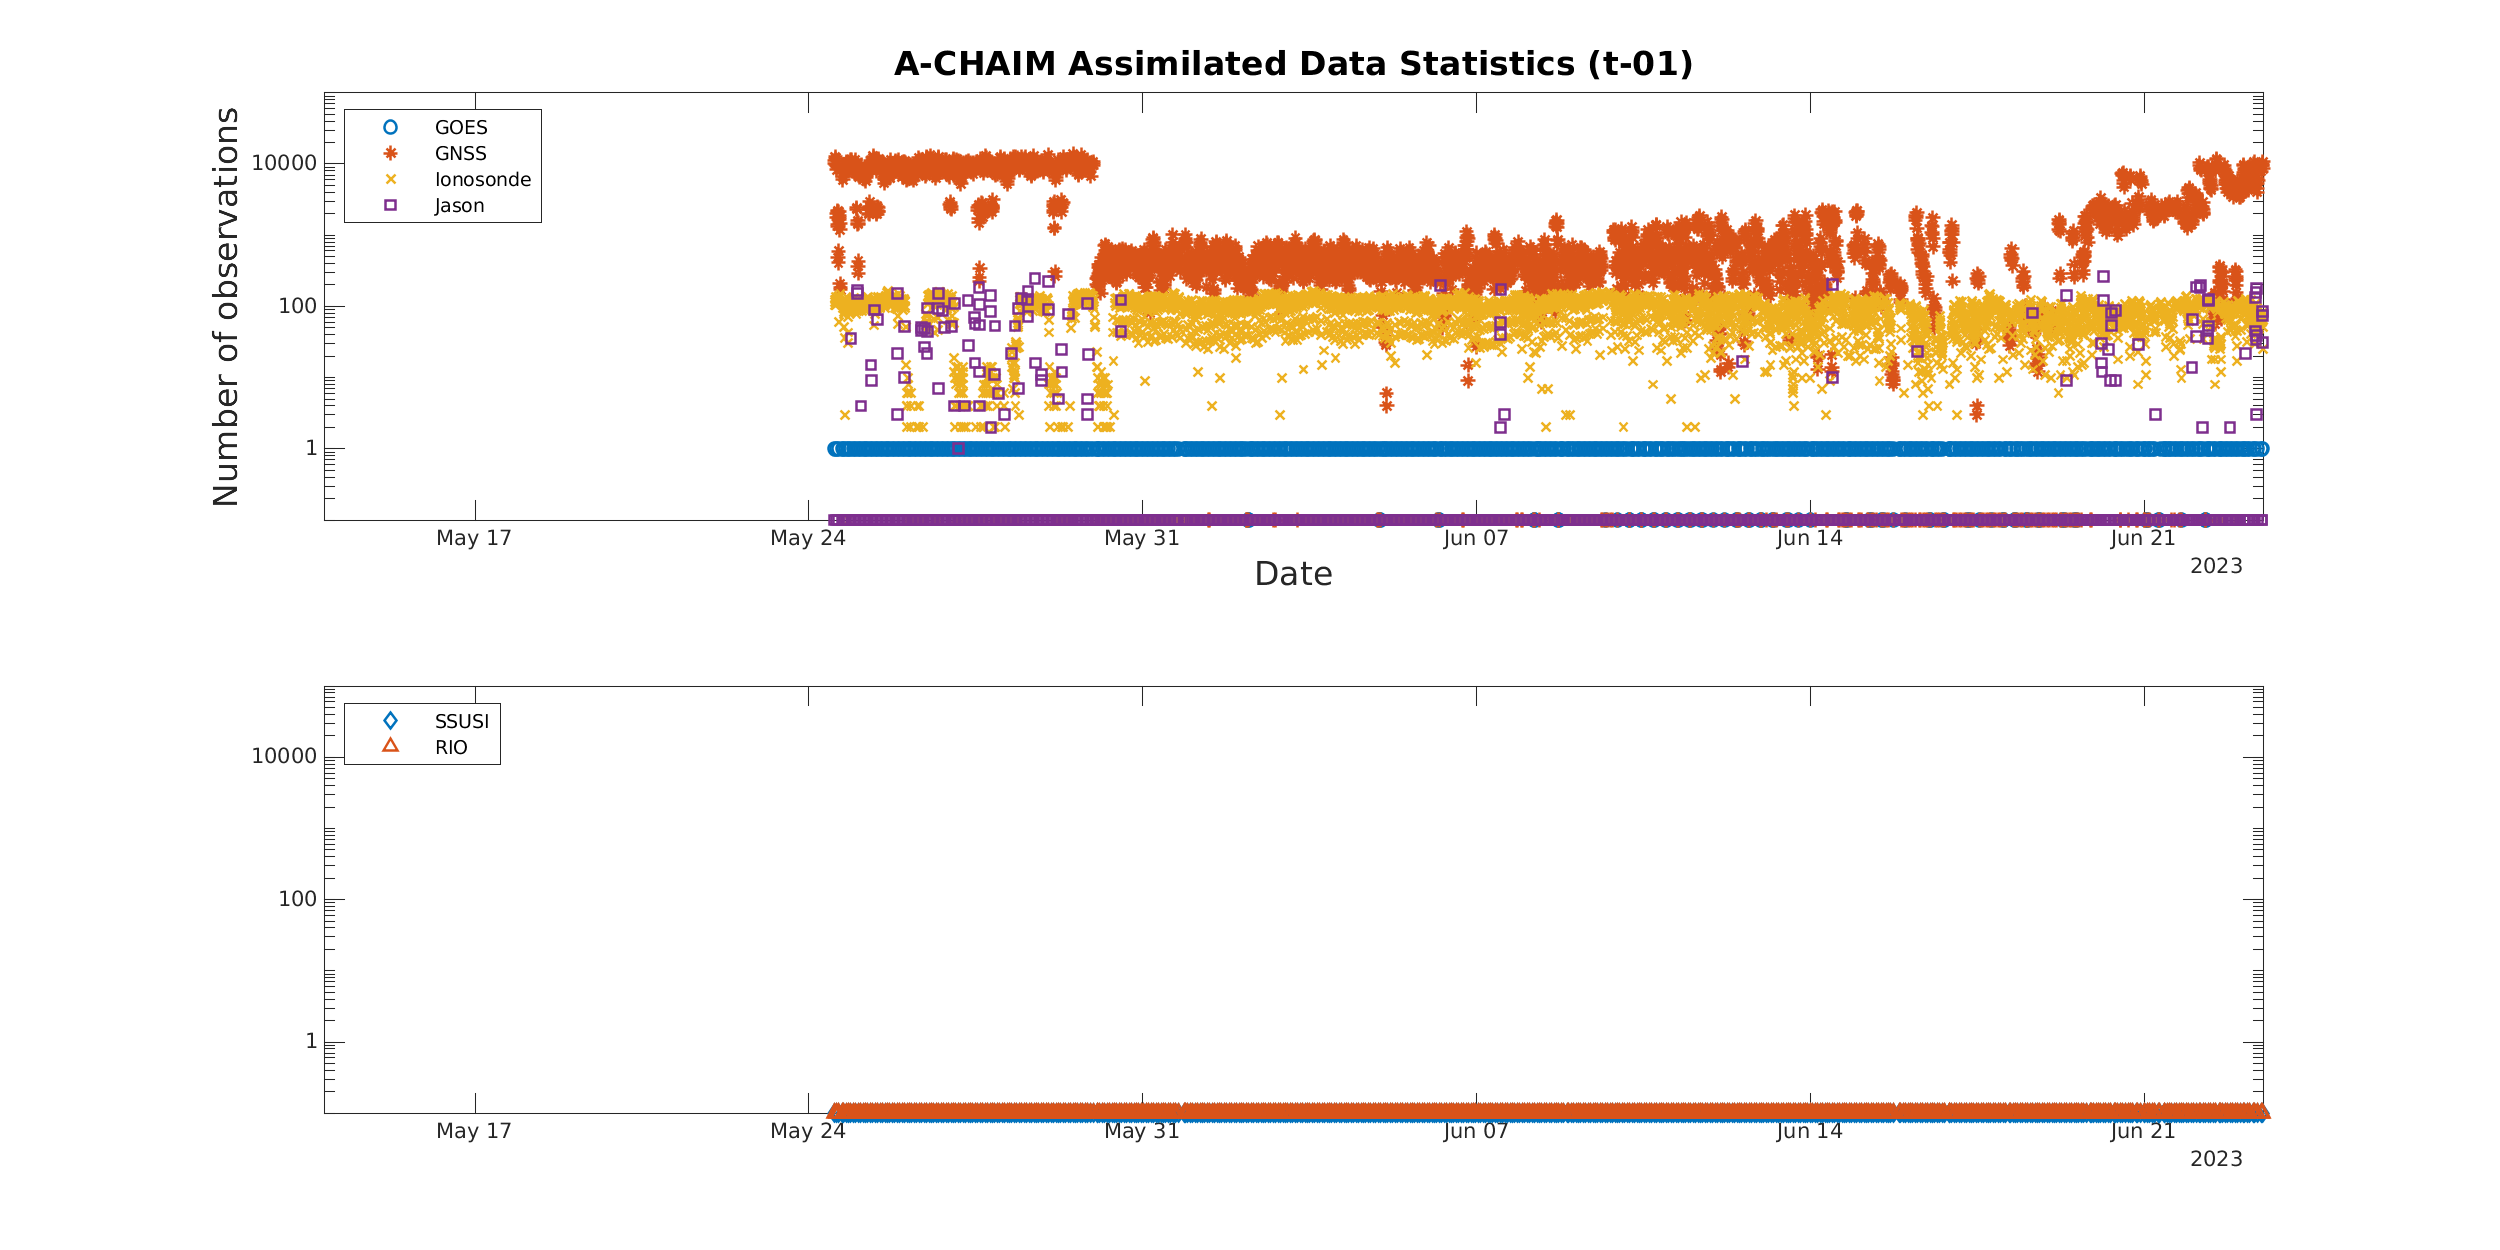 A-CHAIM Assimilated Data Statistics (t-01)
Number of observations
10000
100
1
GOES
GNSS
Ionosonde
Jason
May 17
May 24
May 31
Jun 07
Jun 14
Jun 21
2023
Date
10000
100
1
SSUSI
RIO
May 17
May 24
May 31
Jun 07
Jun 14
Jun 21
2023